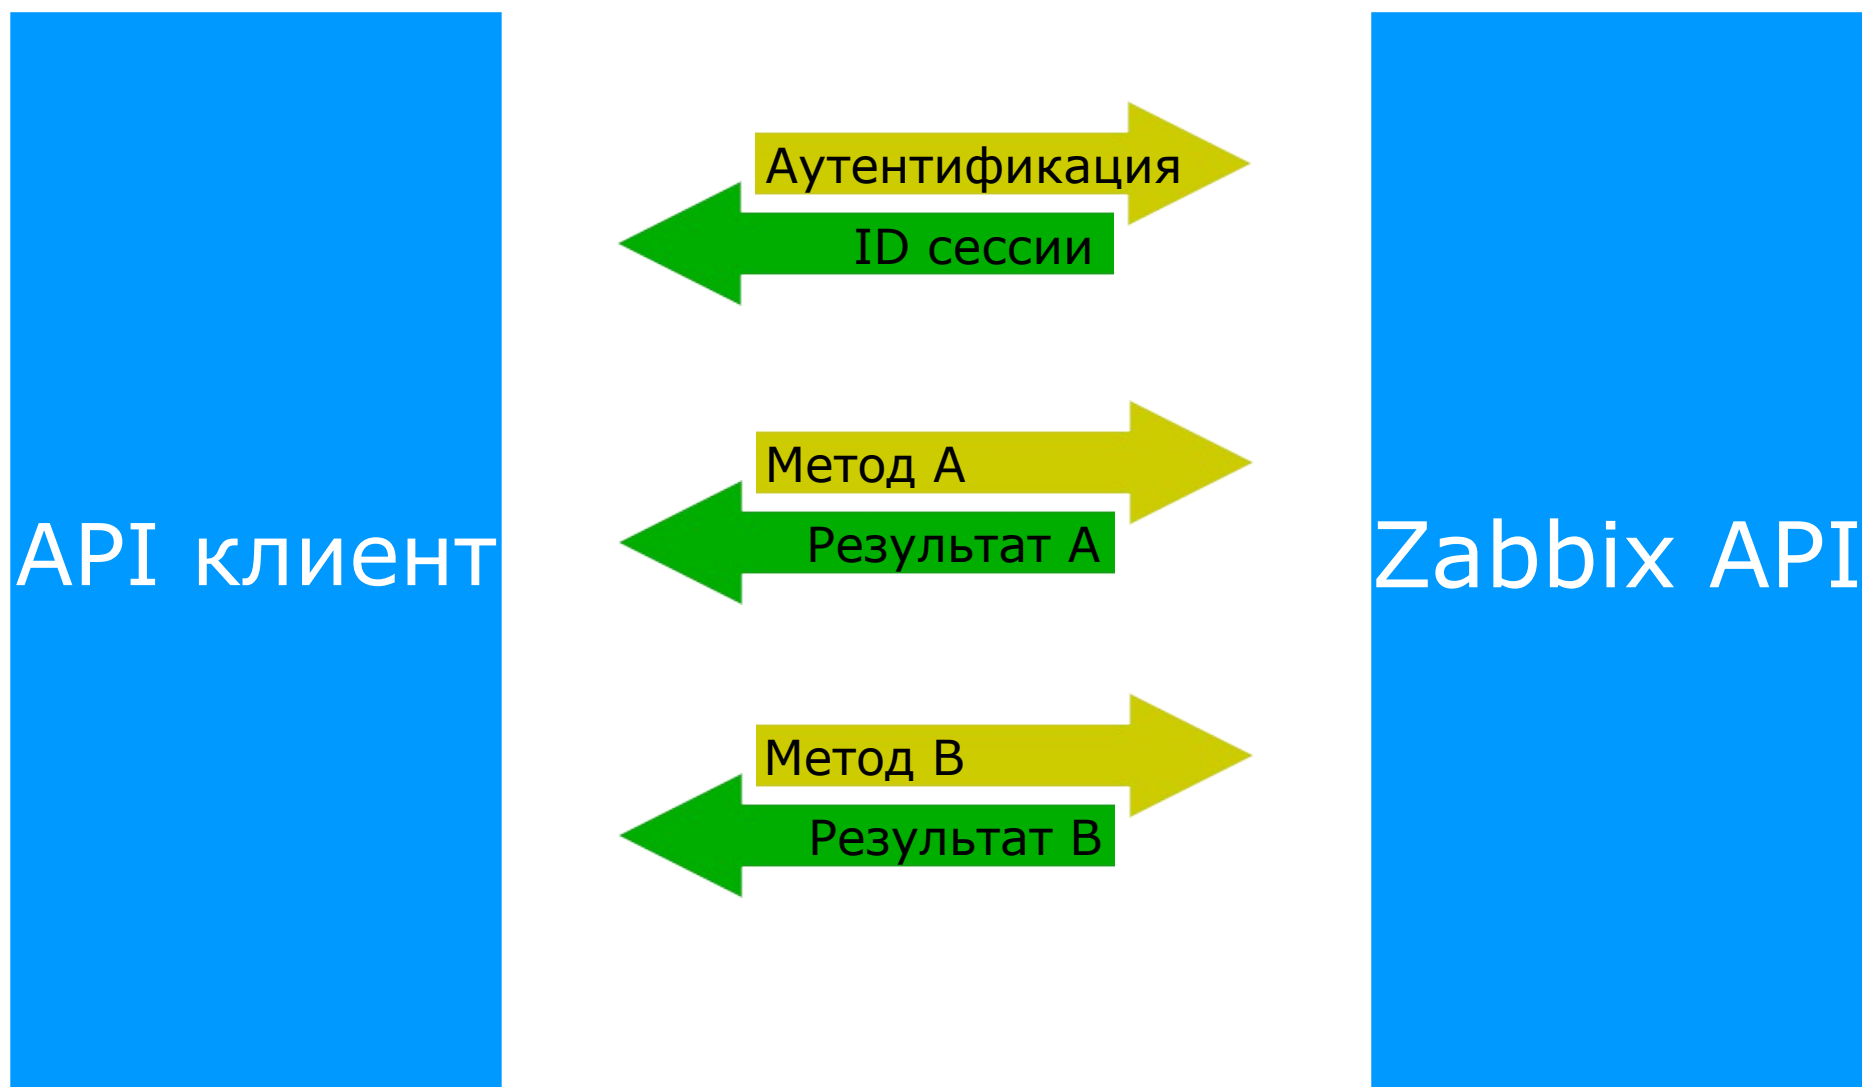 Аутентификация
ID сессии
Метод A
Результат A
API клиент
Zabbix API
Метод B
Результат B